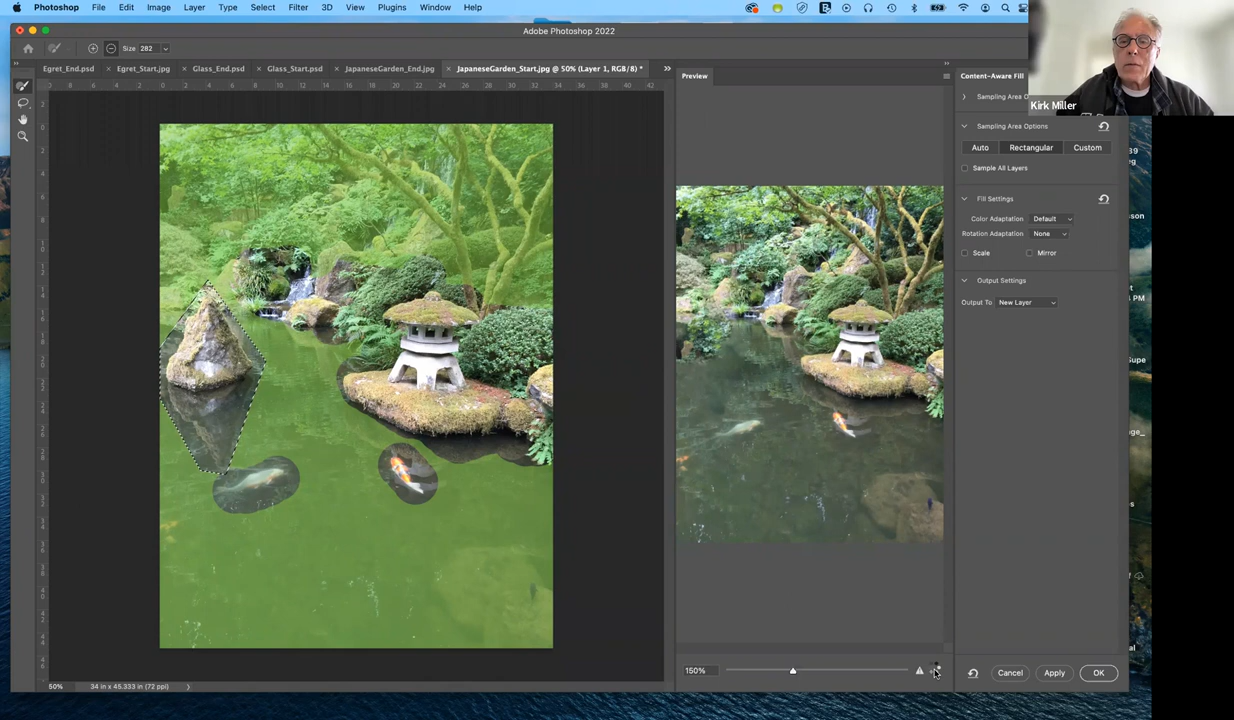 Photoshop File Edit Image Layer Type Select Filter 3D View Plugins Window Help
Adobe Photoshop 2022
Size 282
Egret_End.psd Egret_Start.jpg Glass_End.psd Glass_Start.psd JapaneseGarden_End.jpg JapaneseGarden_Start.jpg @ 50% (Layer 1, RGB/8) *
Preview
Content-Aware Fill
Kirk Miller
Sampling Area O
Sampling Area Options
Auto Rectangular Custom
Sample All Layers
Fill Settings
Color Adaptation Default
Rotation Adaptation None
Scale Mirror
Output Settings
Output To New Layer
150%
Cancel Apply OK
50% 34 in x 45.333 in (72 ppi)